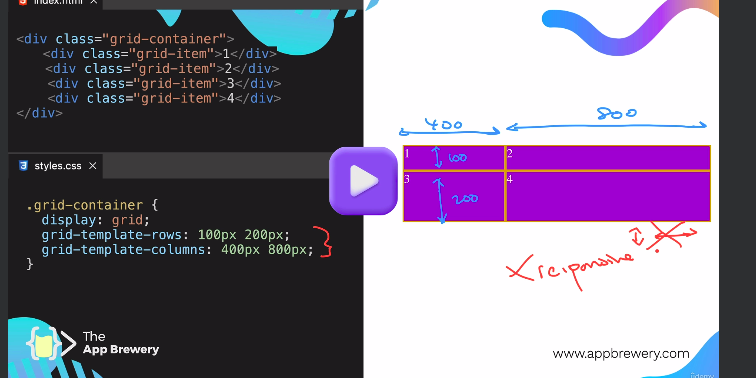 index.html
<div class="grid-container">
<div class="grid-item">1</div>
<div class="grid-item">2</div>
<div class="grid-item">3</div>
<div class="grid-item">4</div>
</div>
styles.css ×
.grid-container {
display: grid;
grid-template-rows: 100px 200px;
grid-template-columns: 400px 800px;
}
The
App Brewery
400 800
1 100 2
3 200 4
X responsive
www.appbrewery.com
Udemy